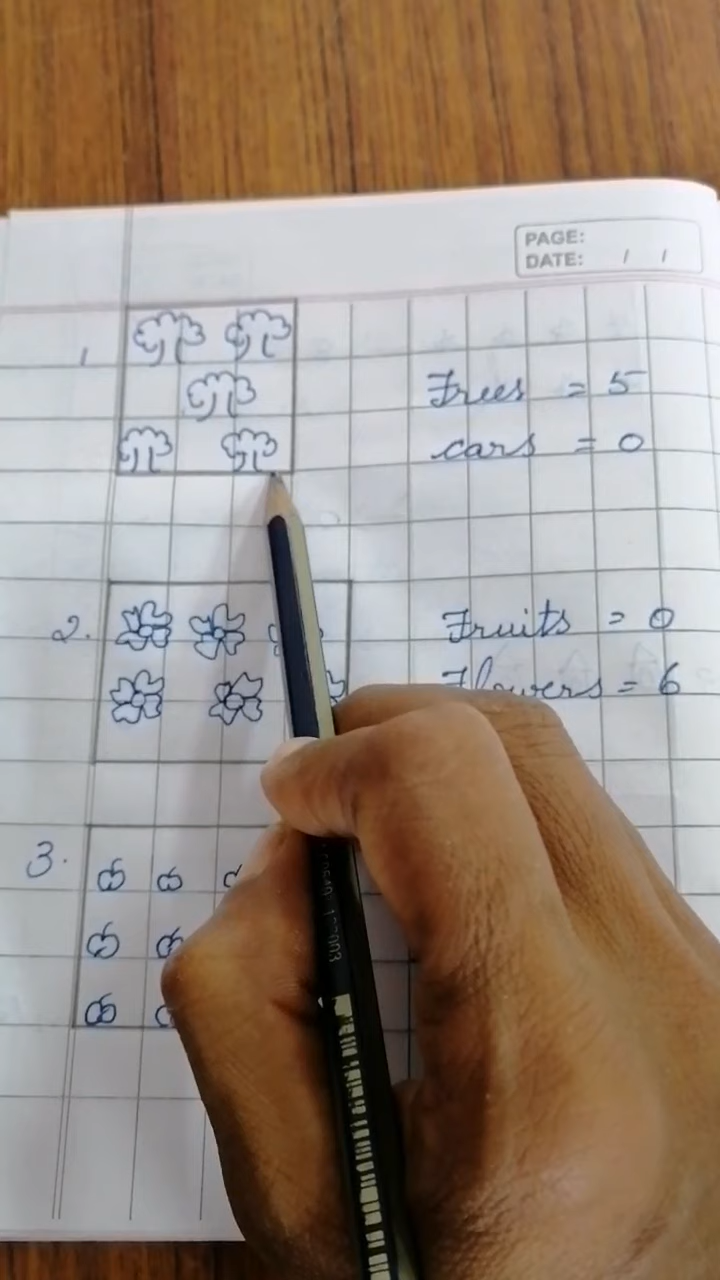 PAGE:
DATE: / /
1
Trees = 5
cars = 0
2.
Fruits = 0
Flowers = 6
3.